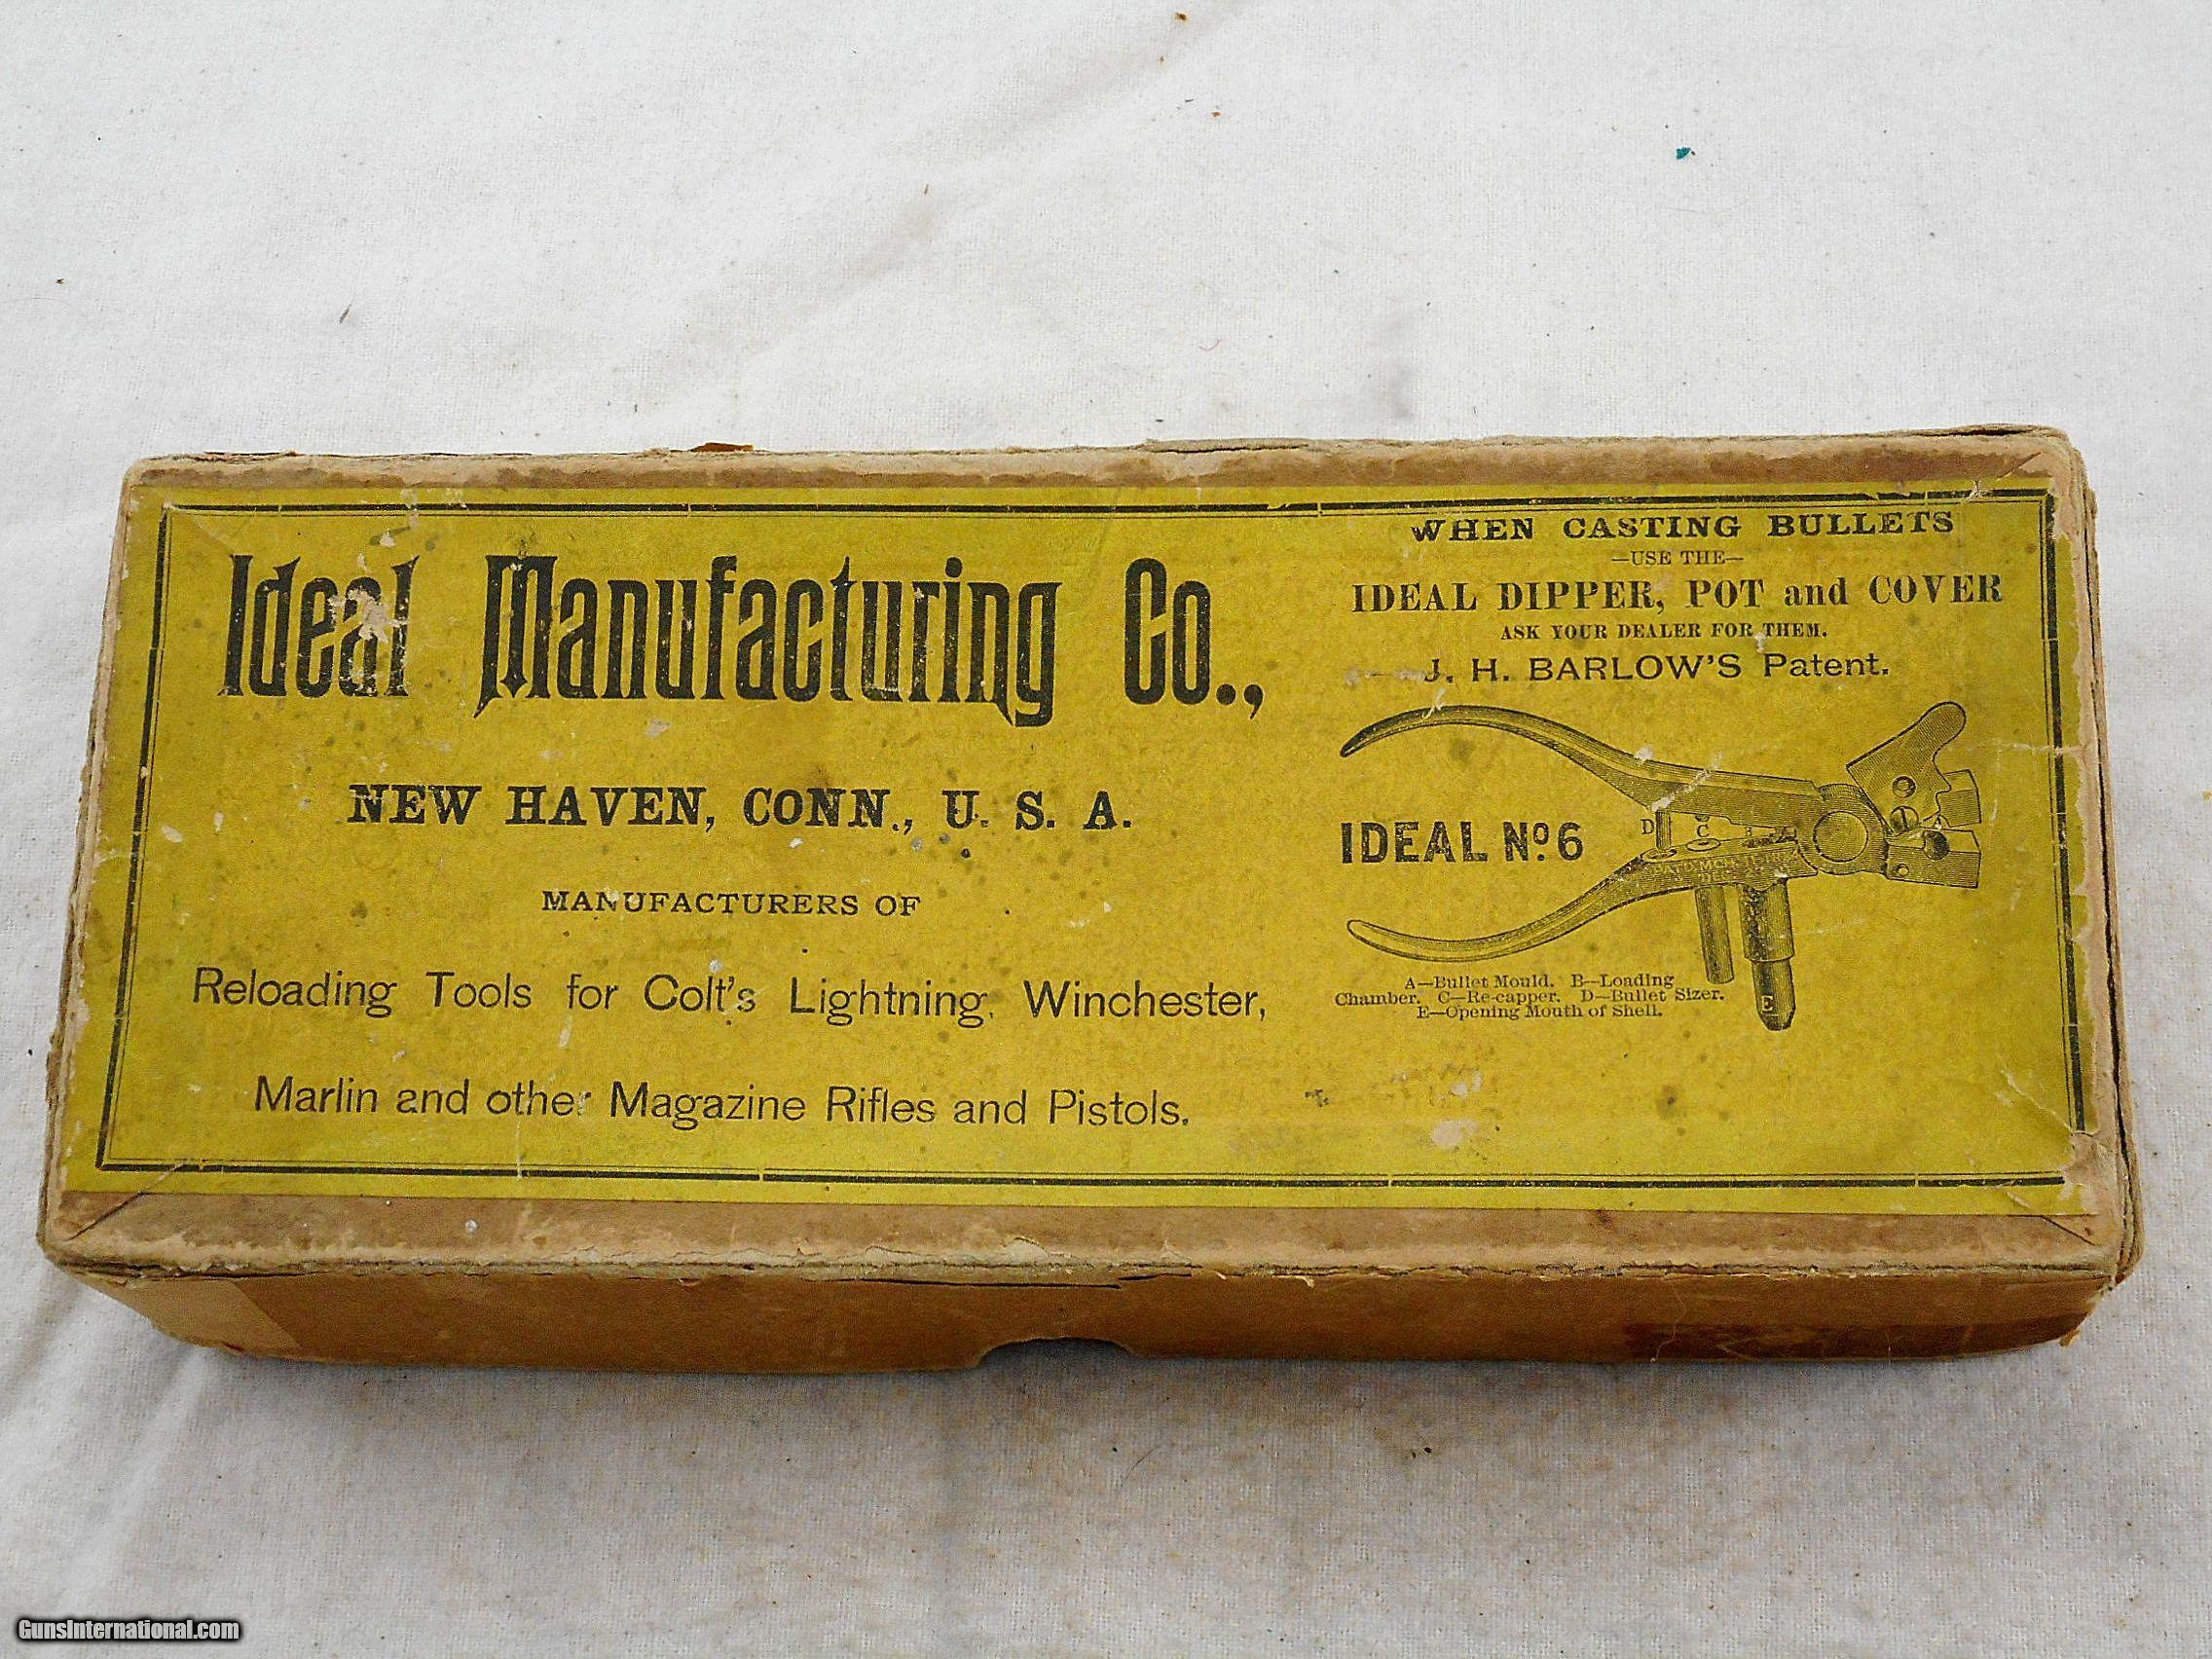 Ideal Manufacturing Co.,
NEW HAVEN, CONN., U. S. A.
MANUFACTURERS OF
Reloading Tools for Colt's Lightning, Winchester,
Marlin and other Magazine Rifles and Pistols.
WHEN CASTING BULLETS
—USE THE—
IDEAL DIPPER, POT and COVER
ASK YOUR DEALER FOR THEM.
J. H. BARLOW'S Patent.
IDEAL No. 6
D C B A
E
A—Bullet Mould. B—Loading
Chamber. C—Re-capper. D—Bullet Sizer.
E—Opening Mouth of Shell.
GunsInternational.com